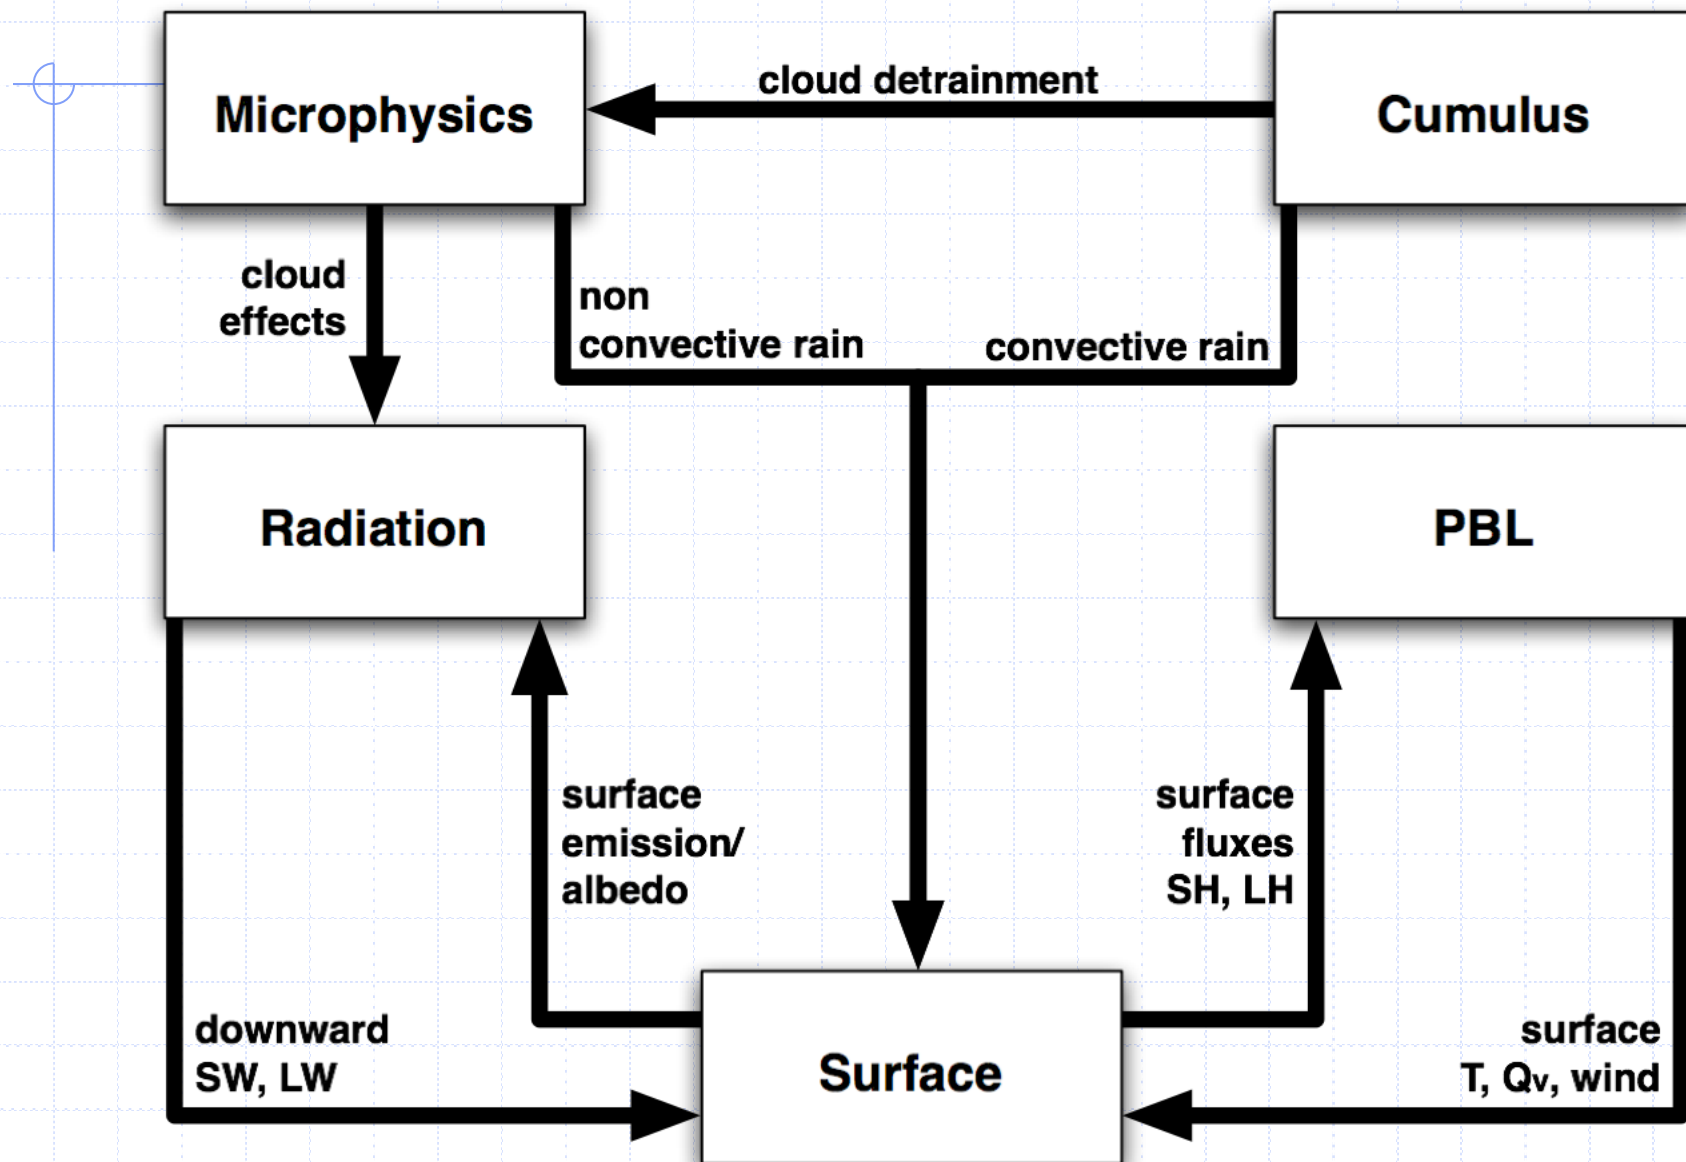 Microphysics
cloud detrainment
Cumulus
cloud
effects
non
convective rain
convective rain
Radiation
PBL
surface
emission/
albedo
surface
fluxes
SH, LH
downward
SW, LW
Surface
surface
T, Qv, wind